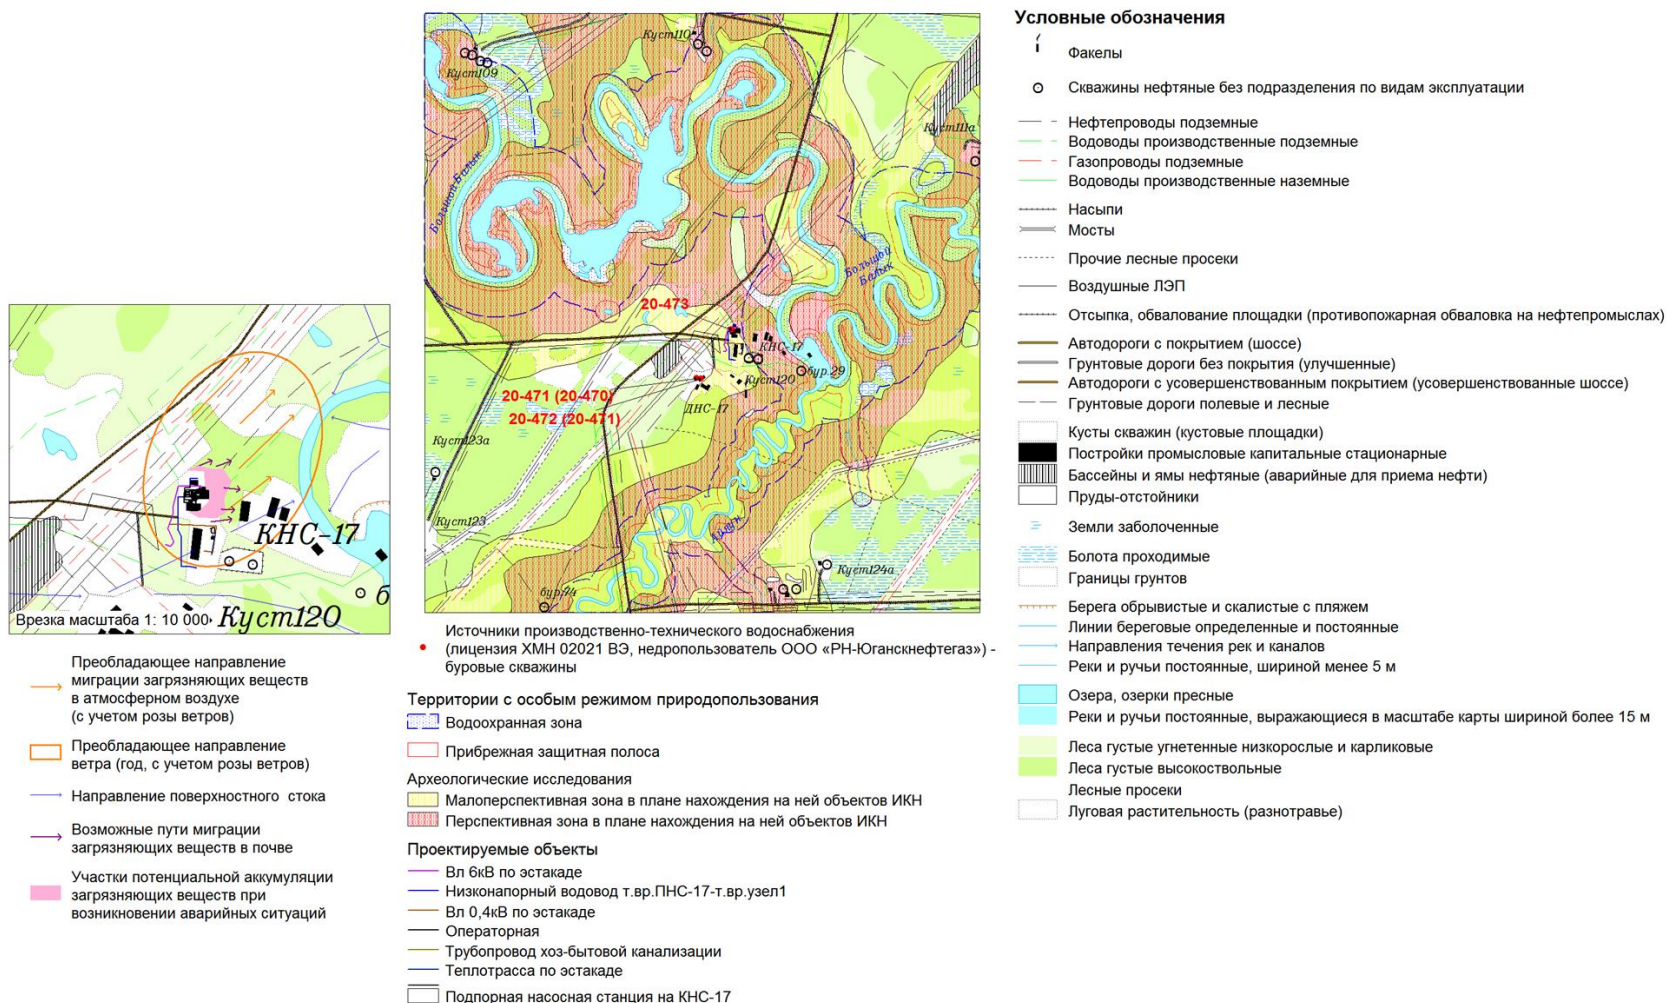 КНС-17
б
Врезка масштаба 1: 10 000
Куст120
Преобладающее направление
миграции загрязняющих веществ
в атмосферном воздухе
(с учетом розы ветров)
Преобладающее направление
ветра (год, с учетом розы ветров)
Направление поверхностного стока
Возможные пути миграции
загрязняющих веществ в почве
Участки потенциальной аккумуляции
загрязняющих веществ при
возникновении аварийных ситуаций
Куст110
Куст109
Куст111а
Большой Балык
Большой
Балык
20-473
КНС-17
бур.29
Куст120
20-471 (20-470)
ДНС-17
20-472 (20-471)
Куст123а
Куст123
Куст124а
бур.74
Источники производственно-технического водоснабжения
(лицензия ХМН 02021 ВЭ, недропользователь ООО «РН-Юганскнефтегаз») -
буровые скважины
Территории с особым режимом природопользования
Водоохранная зона
Прибрежная защитная полоса
Археологические исследования
Малоперспективная зона в плане нахождения на ней объектов ИКН
Перспективная зона в плане нахождения на ней объектов ИКН
Проектируемые объекты
Вл 6кВ по эстакаде
Низконапорный водовод т.вр.ПНС-17-т.вр.узел1
Вл 0,4кВ по эстакаде
Операторная
Трубопровод хоз-бытовой канализации
Теплотрасса по эстакаде
Подпорная насосная станция на КНС-17
Условные обозначения
Факелы
Скважины нефтяные без подразделения по видам эксплуатации
Нефтепроводы подземные
Водоводы производственные подземные
Газопроводы подземные
Водоводы производственные наземные
Насыпи
Мосты
Прочие лесные просеки
Воздушные ЛЭП
Отсыпка, обвалование площадки (противопожарная обваловка на нефтепромыслах)
Автодороги с покрытием (шоссе)
Грунтовые дороги без покрытия (улучшенные)
Автодороги с усовершенствованным покрытием (усовершенствованные шоссе)
Грунтовые дороги полевые и лесные
Кусты скважин (кустовые площадки)
Постройки промысловые капитальные стационарные
Бассейны и ямы нефтяные (аварийные для приема нефти)
Пруды-отстойники
Земли заболоченные
Болота проходимые
Границы грунтов
Берега обрывистые и скалистые с пляжем
Линии береговые определенные и постоянные
Направления течения рек и каналов
Реки и ручьи постоянные, шириной менее 5 м
Озера, озерки пресные
Реки и ручьи постоянные, выражающиеся в масштабе карты шириной более 15 м
Леса густые угнетенные низкорослые и карликовые
Леса густые высокоствольные
Лесные просеки
Луговая растительность (разнотравье)